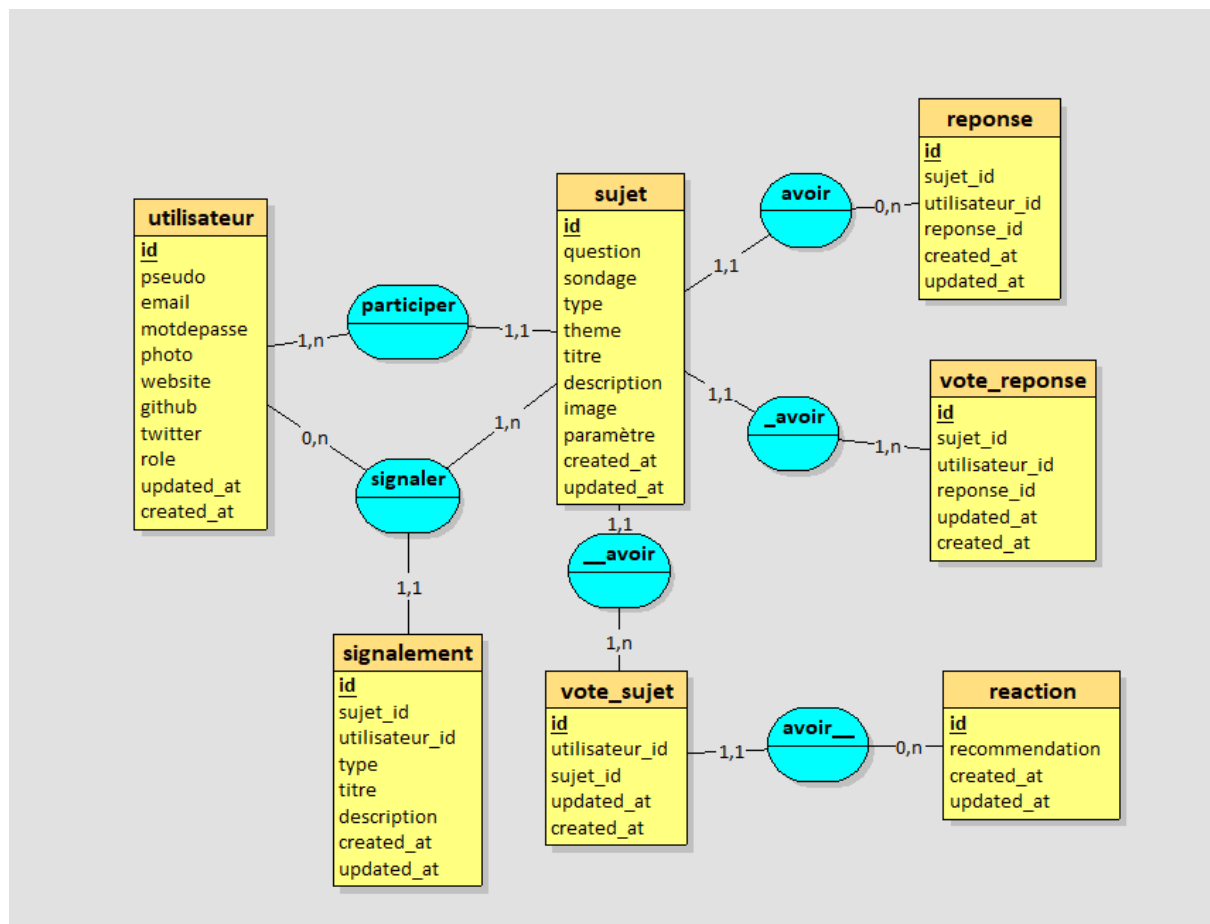 utilisateur
id
pseudo
email
motdepasse
photo
website
github
twitter
role
updated_at
created_at
1,n
participer
1,1
0,n
signaler
1,n
1,1
signalement
id
sujet_id
utilisateur_id
type
titre
description
created_at
updated_at
sujet
id
question
sondage
type
theme
titre
description
image
paramètre
created_at
updated_at
1,1
avoir
0,n
reponse
id
sujet_id
utilisateur_id
reponse_id
created_at
updated_at
1,1
_avoir
1,n
vote_reponse
id
sujet_id
utilisateur_id
reponse_id
updated_at
created_at
1,1
__avoir
1,n
vote_sujet
id
utilisateur_id
sujet_id
updated_at
created_at
1,1
avoir__
0,n
reaction
id
recommendation
created_at
updated_at